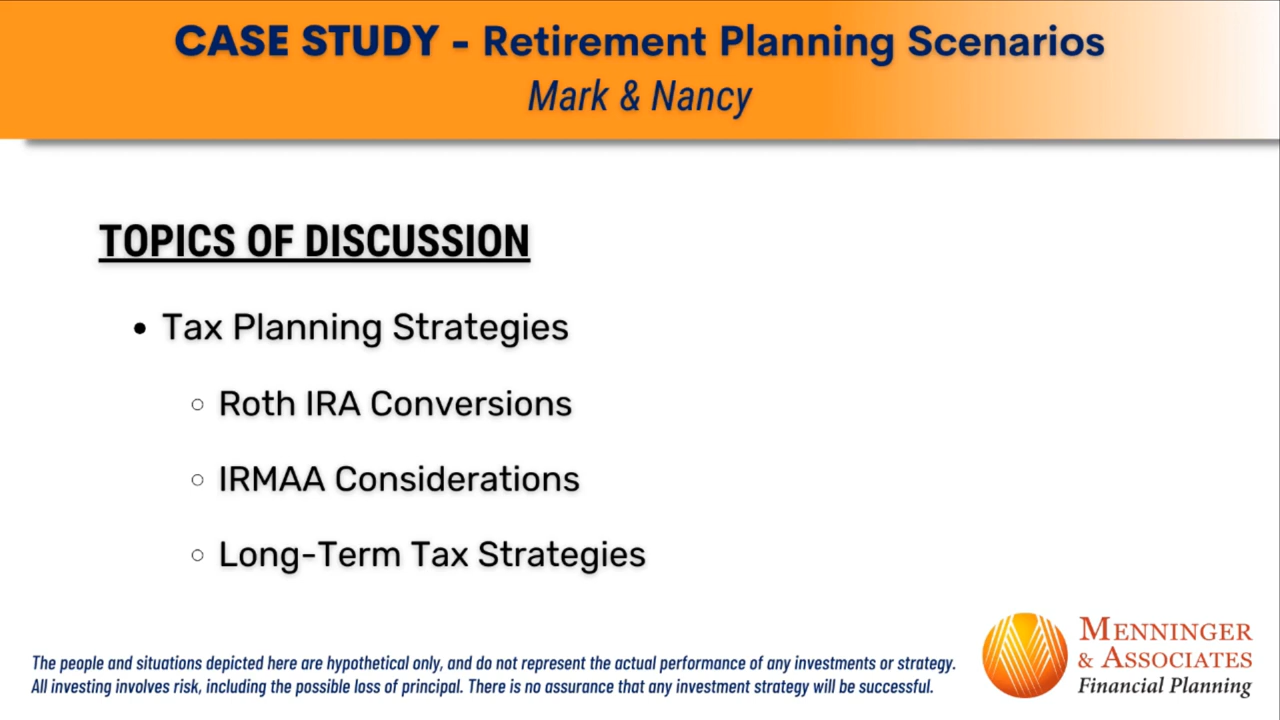 CASE STUDY - Retirement Planning Scenarios
Mark & Nancy
TOPICS OF DISCUSSION
Tax Planning Strategies
Roth IRA Conversions
IRMAA Considerations
Long-Term Tax Strategies
The people and situations depicted here are hypothetical only, and do not represent the actual performance of any investments or strategy.
All investing involves risk, including the possible loss of principal. There is no assurance that any investment strategy will be successful.
MENNINGER
& ASSOCIATES
Financial Planning